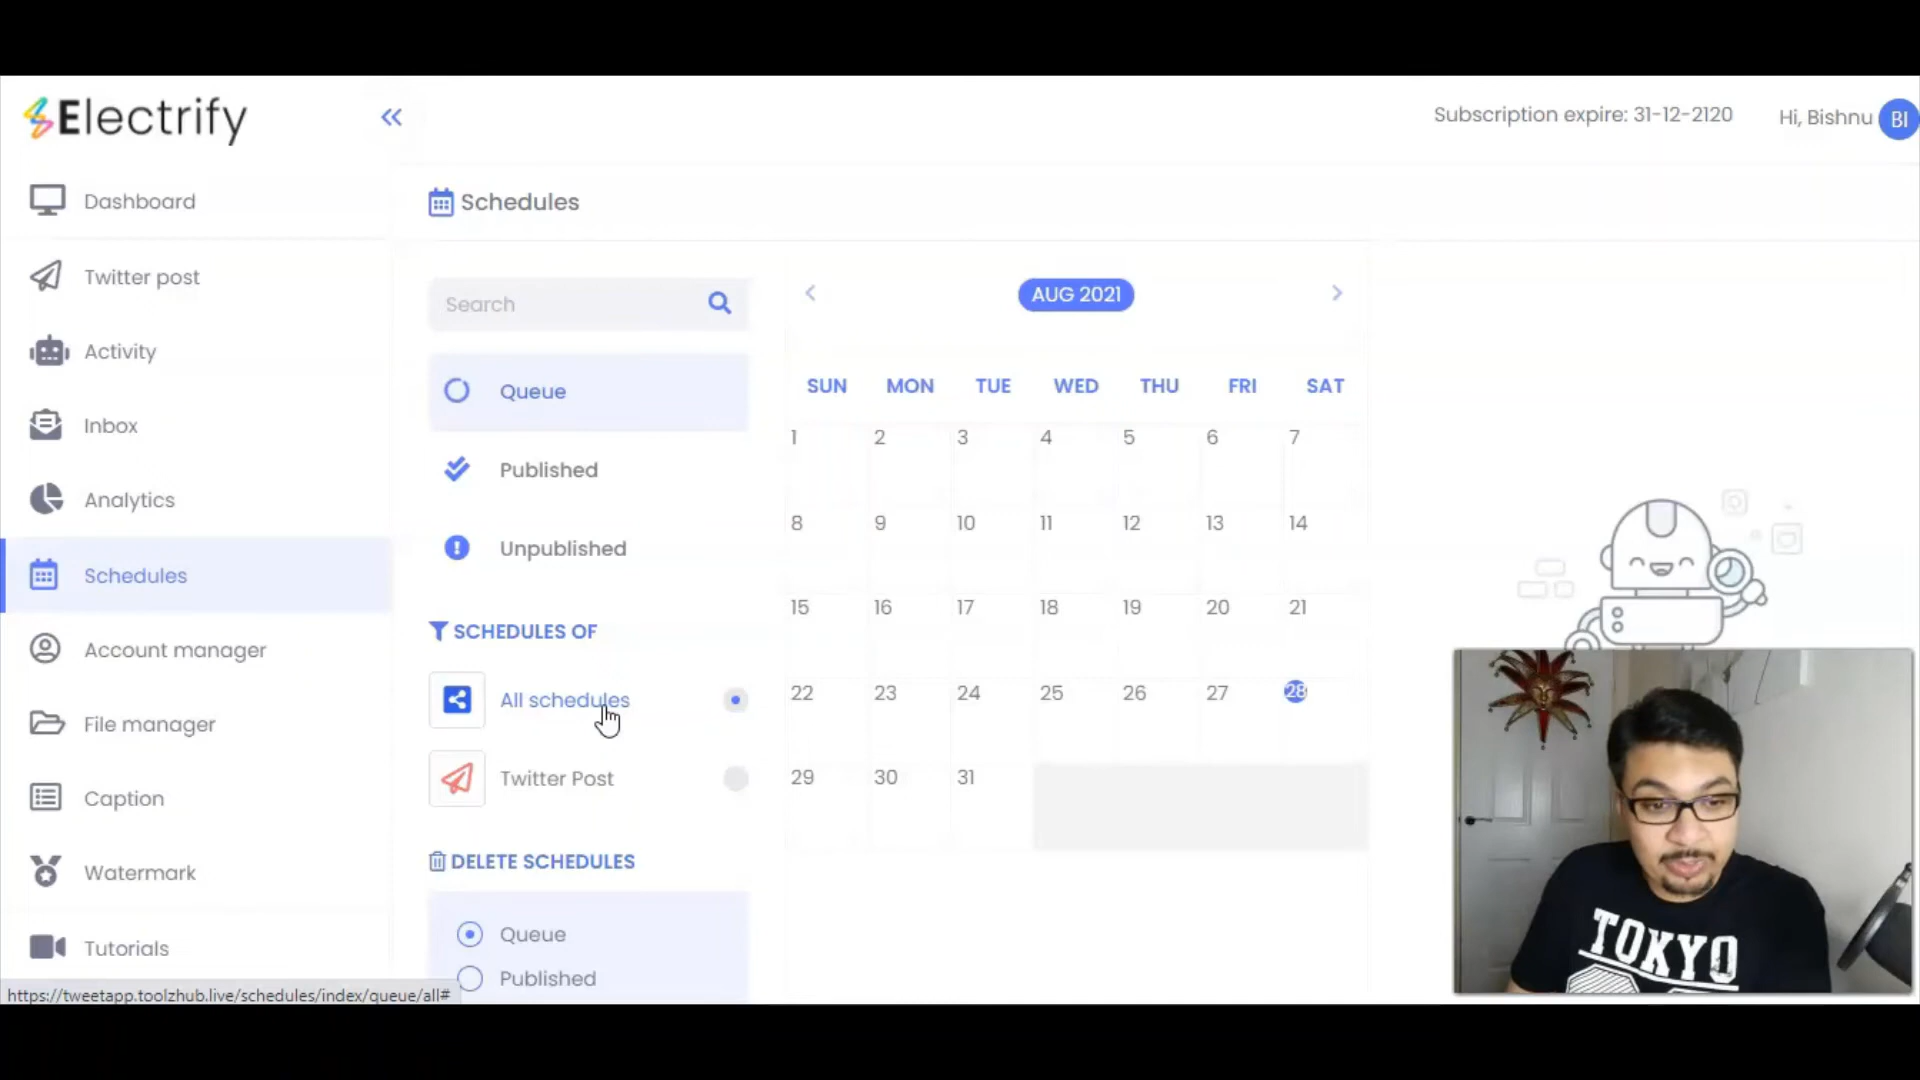 Electrify
Subscription expire: 31-12-2120
Hi, Bishnu
BI
Dashboard
Twitter post
Activity
Inbox
Analytics
Schedules
Account manager
File manager
Caption
Watermark
Tutorials
Schedules
Search
Queue
Published
Unpublished
SCHEDULES OF
All schedules
Twitter Post
DELETE SCHEDULES
Queue
Published
AUG 2021
SUN MON TUE WED THU FRI SAT
1 2 3 4 5 6 7
8 9 10 11 12 13 14
15 16 17 18 19 20 21
22 23 24 25 26 27 28
29 30 31
TOKYO
https://tweetapp.toolzhub.live/schedules/index/queue/all#